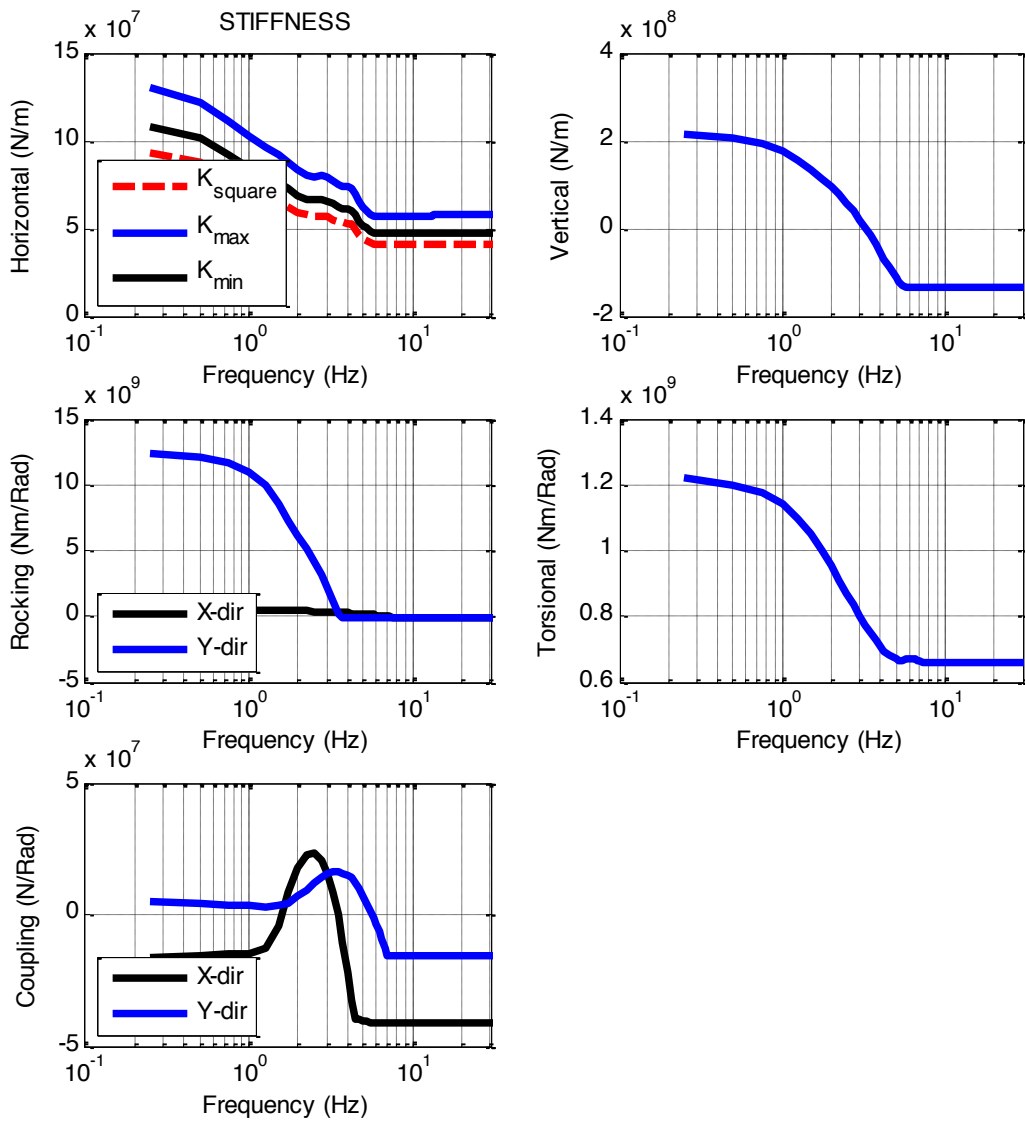 STIFFNESS
x 10^7
15
10
5
0
Horizontal (N/m)
K_square
K_max
K_min
10^-1
10^0
10^1
Frequency (Hz)
x 10^8
4
2
0
-2
Vertical (N/m)
10^-1
10^0
10^1
Frequency (Hz)
x 10^9
15
10
5
0
-5
Rocking (Nm/Rad)
X-dir
Y-dir
10^-1
10^0
10^1
Frequency (Hz)
x 10^9
1.4
1.2
1
0.8
0.6
Torsional (Nm/Rad)
10^-1
10^0
10^1
Frequency (Hz)
x 10^7
5
0
-5
Coupling (N/Rad)
X-dir
Y-dir
10^-1
10^0
10^1
Frequency (Hz)